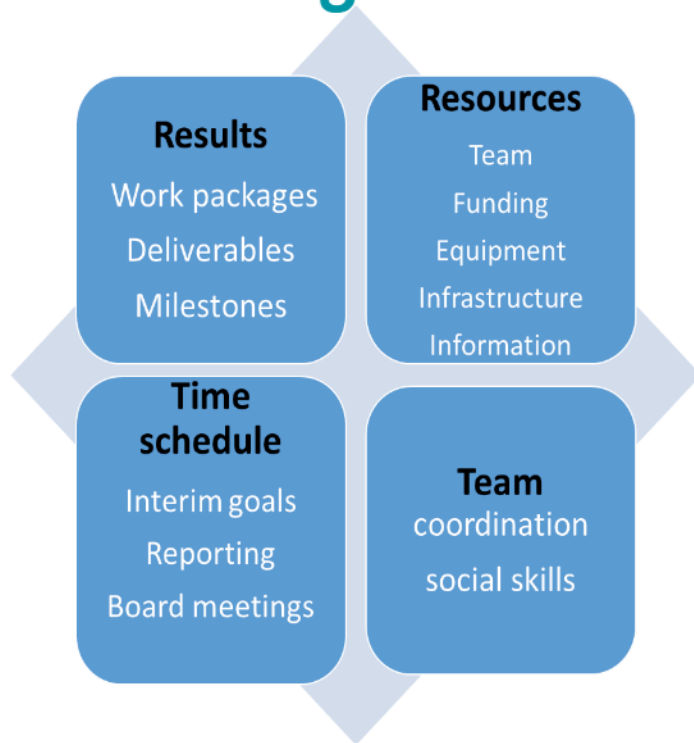 Results
Work packages
Deliverables
Milestones
Resources
Team
Funding
Equipment
Infrastructure
Information
Time
schedule
Interim goals
Reporting
Board meetings
Team
coordination
social skills